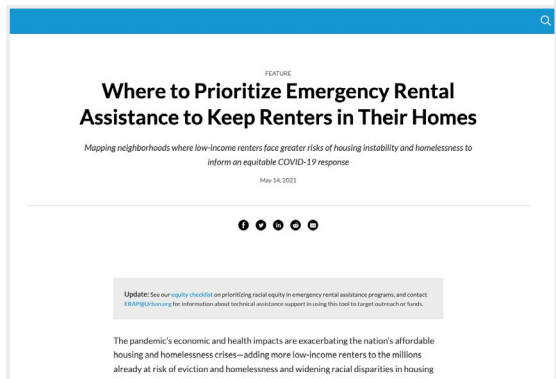 FEATURE
Where to Prioritize Emergency Rental
Assistance to Keep Renters in Their Homes
Mapping neighborhoods where low-income renters face greater risks of housing instability and homelessness to
inform an equitable COVID-19 response
May 14, 2021
Update: See our equity checklist on prioritizing racial equity in emergency rental assistance programs, and contact
ERAP@Urban.org for information about technical assistance support in using this tool to target outreach or funds.
The pandemic's economic and health impacts are exacerbating the nation's affordable
housing and homelessness crises—adding more low-income renters to the millions
already at risk of eviction and homelessness and widening racial disparities in housing